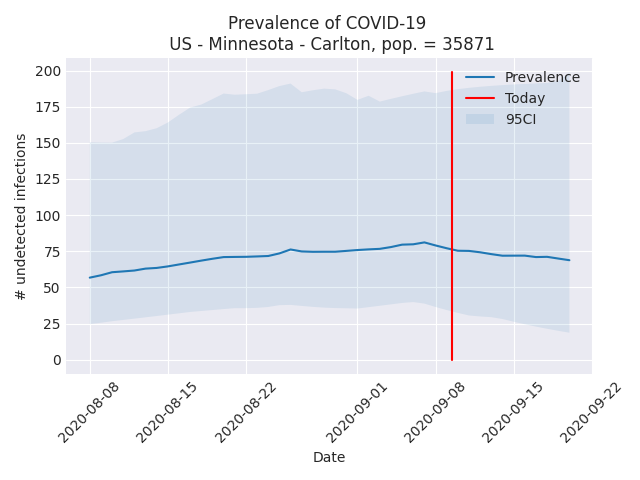 Prevalence of COVID-19
US - Minnesota - Carlton, pop. = 35871
Prevalence
Today
95CI
# undetected infections
200
175
150
125
100
75
50
25
0
2020-08-08
2020-08-15
2020-08-22
2020-09-01
2020-09-08
2020-09-15
2020-09-22
Date